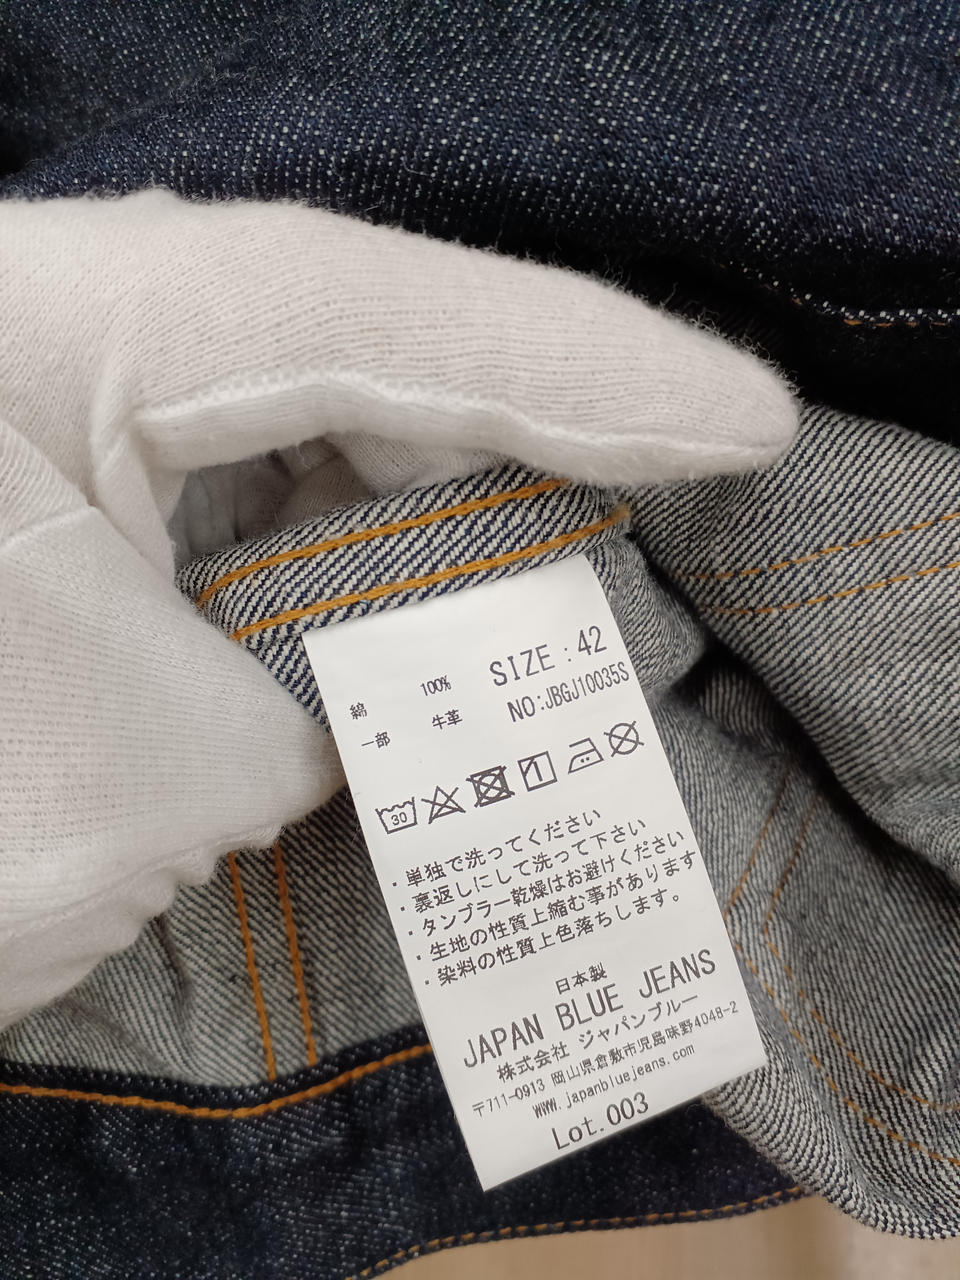 SIZE : 42
NO:JBGJ10035S
綿 100%
一部 牛革
30
1
・単独で洗ってください
・裏返しにして洗って下さい
・タンブラー乾燥はお避けください
・生地の性質上縮む事があります
・染料の性質上色落ちします。
日本製
JAPAN BLUE JEANS
株式会社 ジャパンブルー
〒711-0913 岡山県倉敷市児島味野4048-2
www.japanbluejeans.com
Lot.003